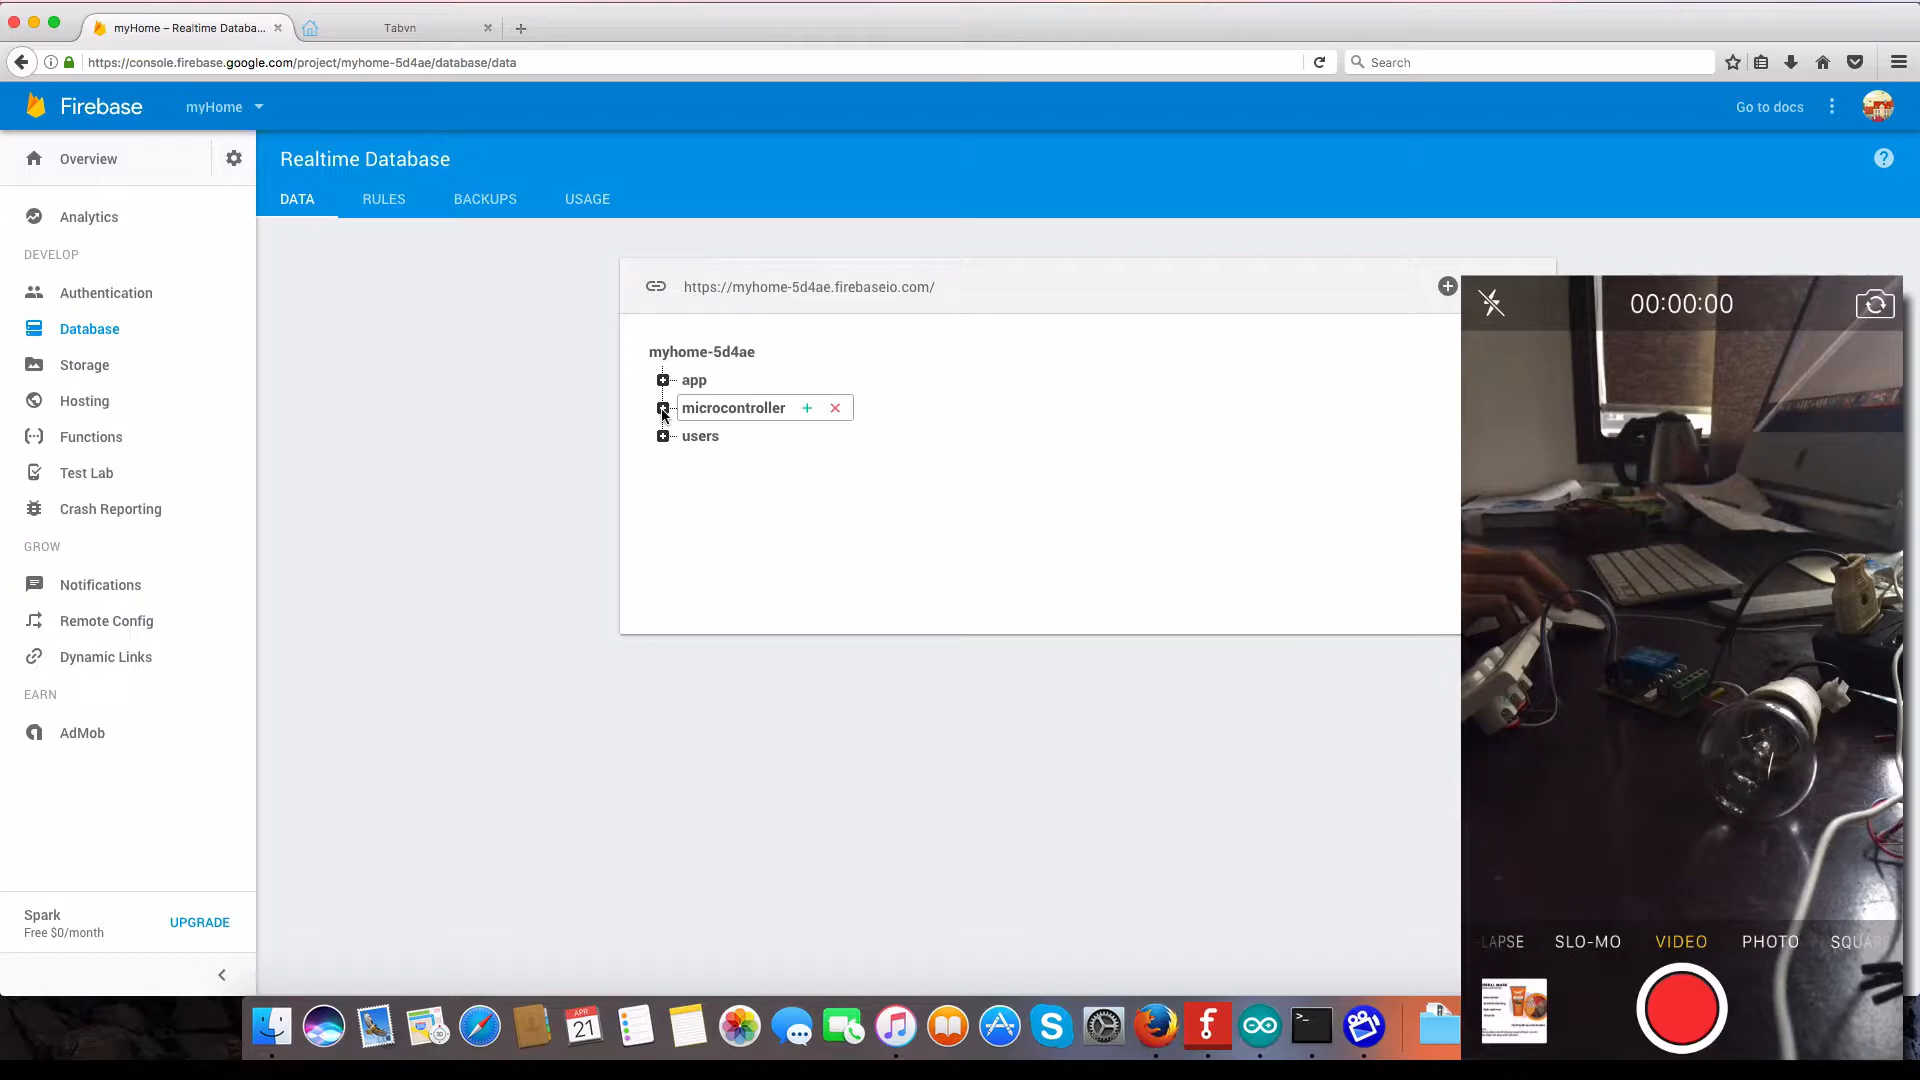 myHome – Realtime Databa...
Tabvn
https://console.firebase.google.com/project/myhome-5d4ae/database/data
Search
Firebase
myHome
Go to docs
Overview
Realtime Database
DATA
RULES
BACKUPS
USAGE
Analytics
DEVELOP
Authentication
Database
Storage
Hosting
Functions
Test Lab
Crash Reporting
GROW
Notifications
Remote Config
Dynamic Links
EARN
AdMob
Spark
Free $0/month
UPGRADE
https://myhome-5d4ae.firebaseio.com/
myhome-5d4ae
app
microcontroller
users
00:00:00
-LAPSE
SLO-MO
VIDEO
PHOTO
SQUA
APR
21